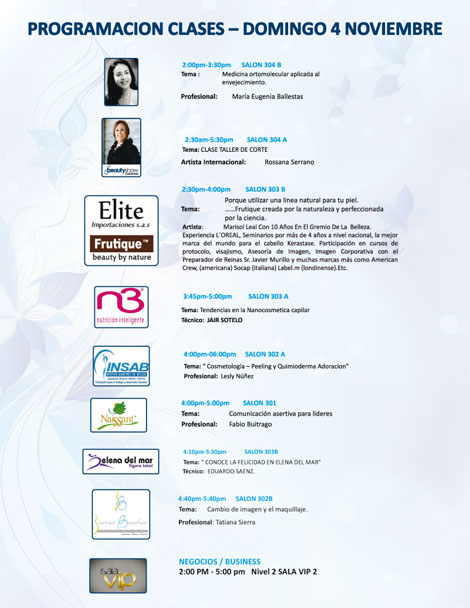 PROGRAMACION CLASES – DOMINGO 4 NOVIEMBRE
2:00pm-3:30pm SALON 304 B
Tema : Medicina ortomolecular aplicada al
envejecimiento.
Profesional: María Eugenia Ballestas
beautyshow
2:30am-5:30pm SALON 304 A
Tema: CLASE TALLER DE CORTE
Artista Internacional: Rossana Serrano
Elite
Importaciones s.a.s
Frutique™
beauty by nature
2:30pm-4:00pm SALON 303 B
Porque utilizar una linea natural para tu piel.
Tema: ……Frutique creada por la naturaleza y perfeccionada
por la ciencia.
Artista: Marisol Leal Con 10 Años En El Gremio De La Belleza.
Experiencia L´OREAL, Seminarios por más de 4 años a nivel nacional, la mejor
marca del mundo para el cabello Kerastase. Participación en cursos de
protocolo, visajismo, Asesoría de Imagen, Imagen Corporativa con el
Preparador de Reinas Sr. Javier Murillo y muchas marcas más como American
Crew, (americana) Socap (italiana) Label.m (londinense).Etc.
n3
nutrición inteligente
3:45pm-5:00pm SALON 303 A
Tema: Tendencias en la Nanocosmetica capilar
Técnico: JAIR SOTELO
INSAB
4:00pm-06:00pm SALON 302 A
Tema: “ Cosmetología – Peeling y Quimioderma Adoracion”
Profesional: Lesly Núñez
Naissant
4:00pm-5:00pm SALON 301
Tema: Comunicación asertiva para lideres
Profesional: Fabio Buitrago
elena del mar
figura total
4:10pm-5:30pm SALON 303B
Tema: “ CONOCE LA FELICIDAD EN ELENA DEL MAR”
Técnico: EDUARDO SAENZ.
4:40pm-5:40pm SALON 302B
Tema: Cambio de imagen y el maquillaje.
Profesional: Tatiana Sierra
sala
VIP
NEGOCIOS / BUSINESS
2:00 PM - 5:00 pm Nivel 2 SALA VIP 2